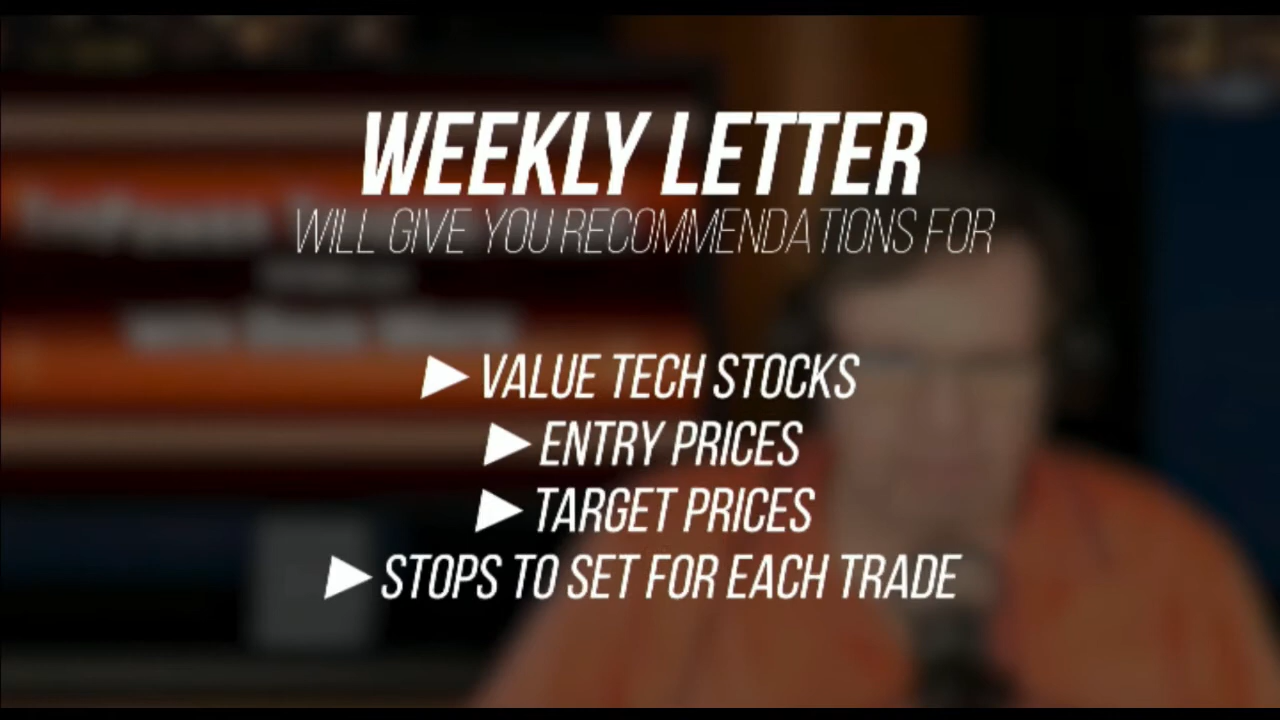 WEEKLY LETTER
WILL GIVE YOU RECOMMENDATIONS FOR
▶ VALUE TECH STOCKS
▶ ENTRY PRICES
▶ TARGET PRICES
▶ STOPS TO SET FOR EACH TRADE